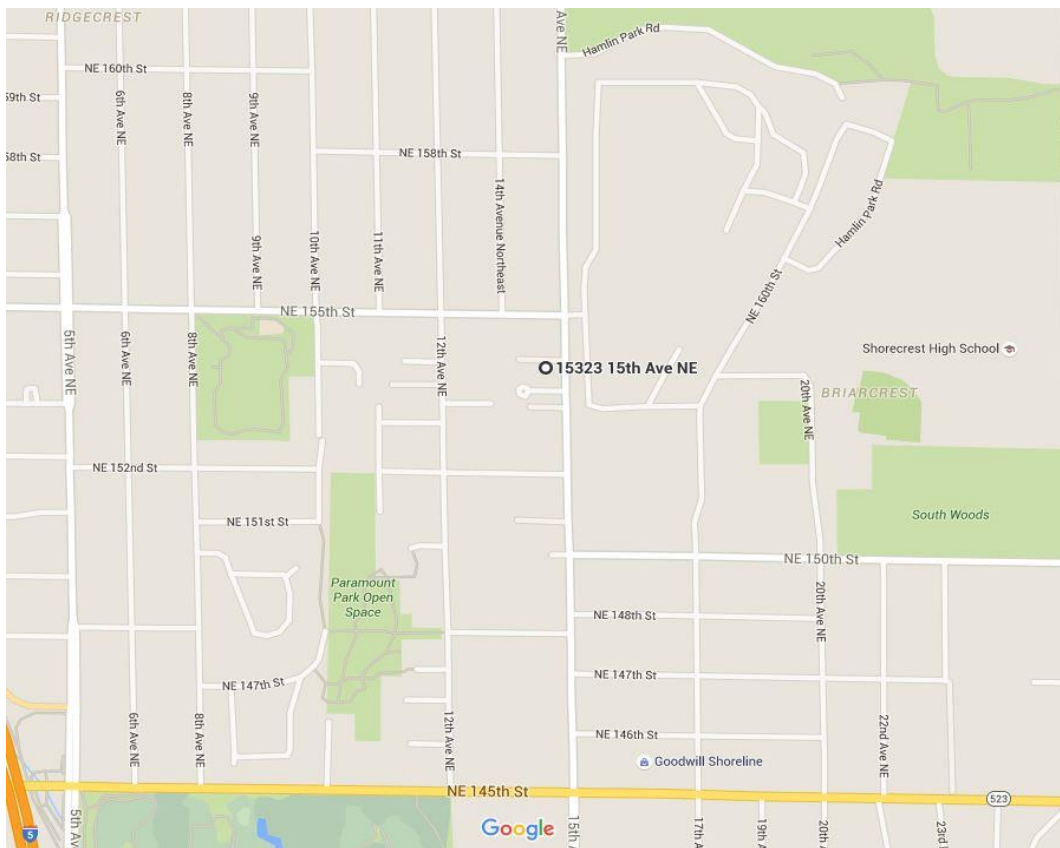 RIDGECREST
Ave NE
Hamlin Park Rd
NE 160th St
59th St
6th Ave NE
8th Ave NE
9th Ave NE
58th St
NE 158th St
14th Avenue Northeast
Hamlin Park Rd
9th Ave NE
10th Ave NE
11th Ave NE
NE 160th St
NE 155th St
5th Ave NE
6th Ave NE
8th Ave NE
12th Ave NE
Shorecrest High School
15323 15th Ave NE
BRIARCREST
20th Ave NE
NE 152nd St
NE 151st St
South Woods
NE 150th St
Paramount
Park Open
Space
20th Ave NE
NE 148th St
NE 147th St
NE 147th St
6th Ave NE
8th Ave NE
12th Ave NE
22nd Ave NE
NE 146th St
Goodwill Shoreline
NE 145th St
523
5
5th Av
Google
15th A
17th Av
19th Av
20th A
23rd